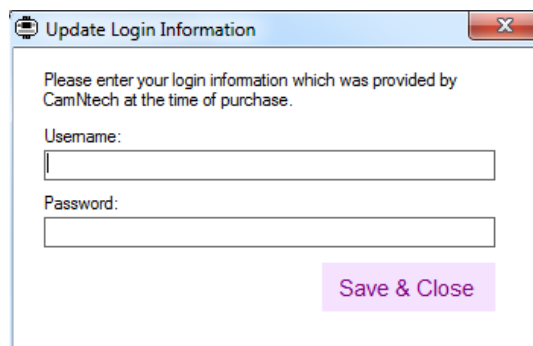 Update Login Information
Please enter your login information which was provided by
CamNtech at the time of purchase.
Username:
Password:
Save & Close